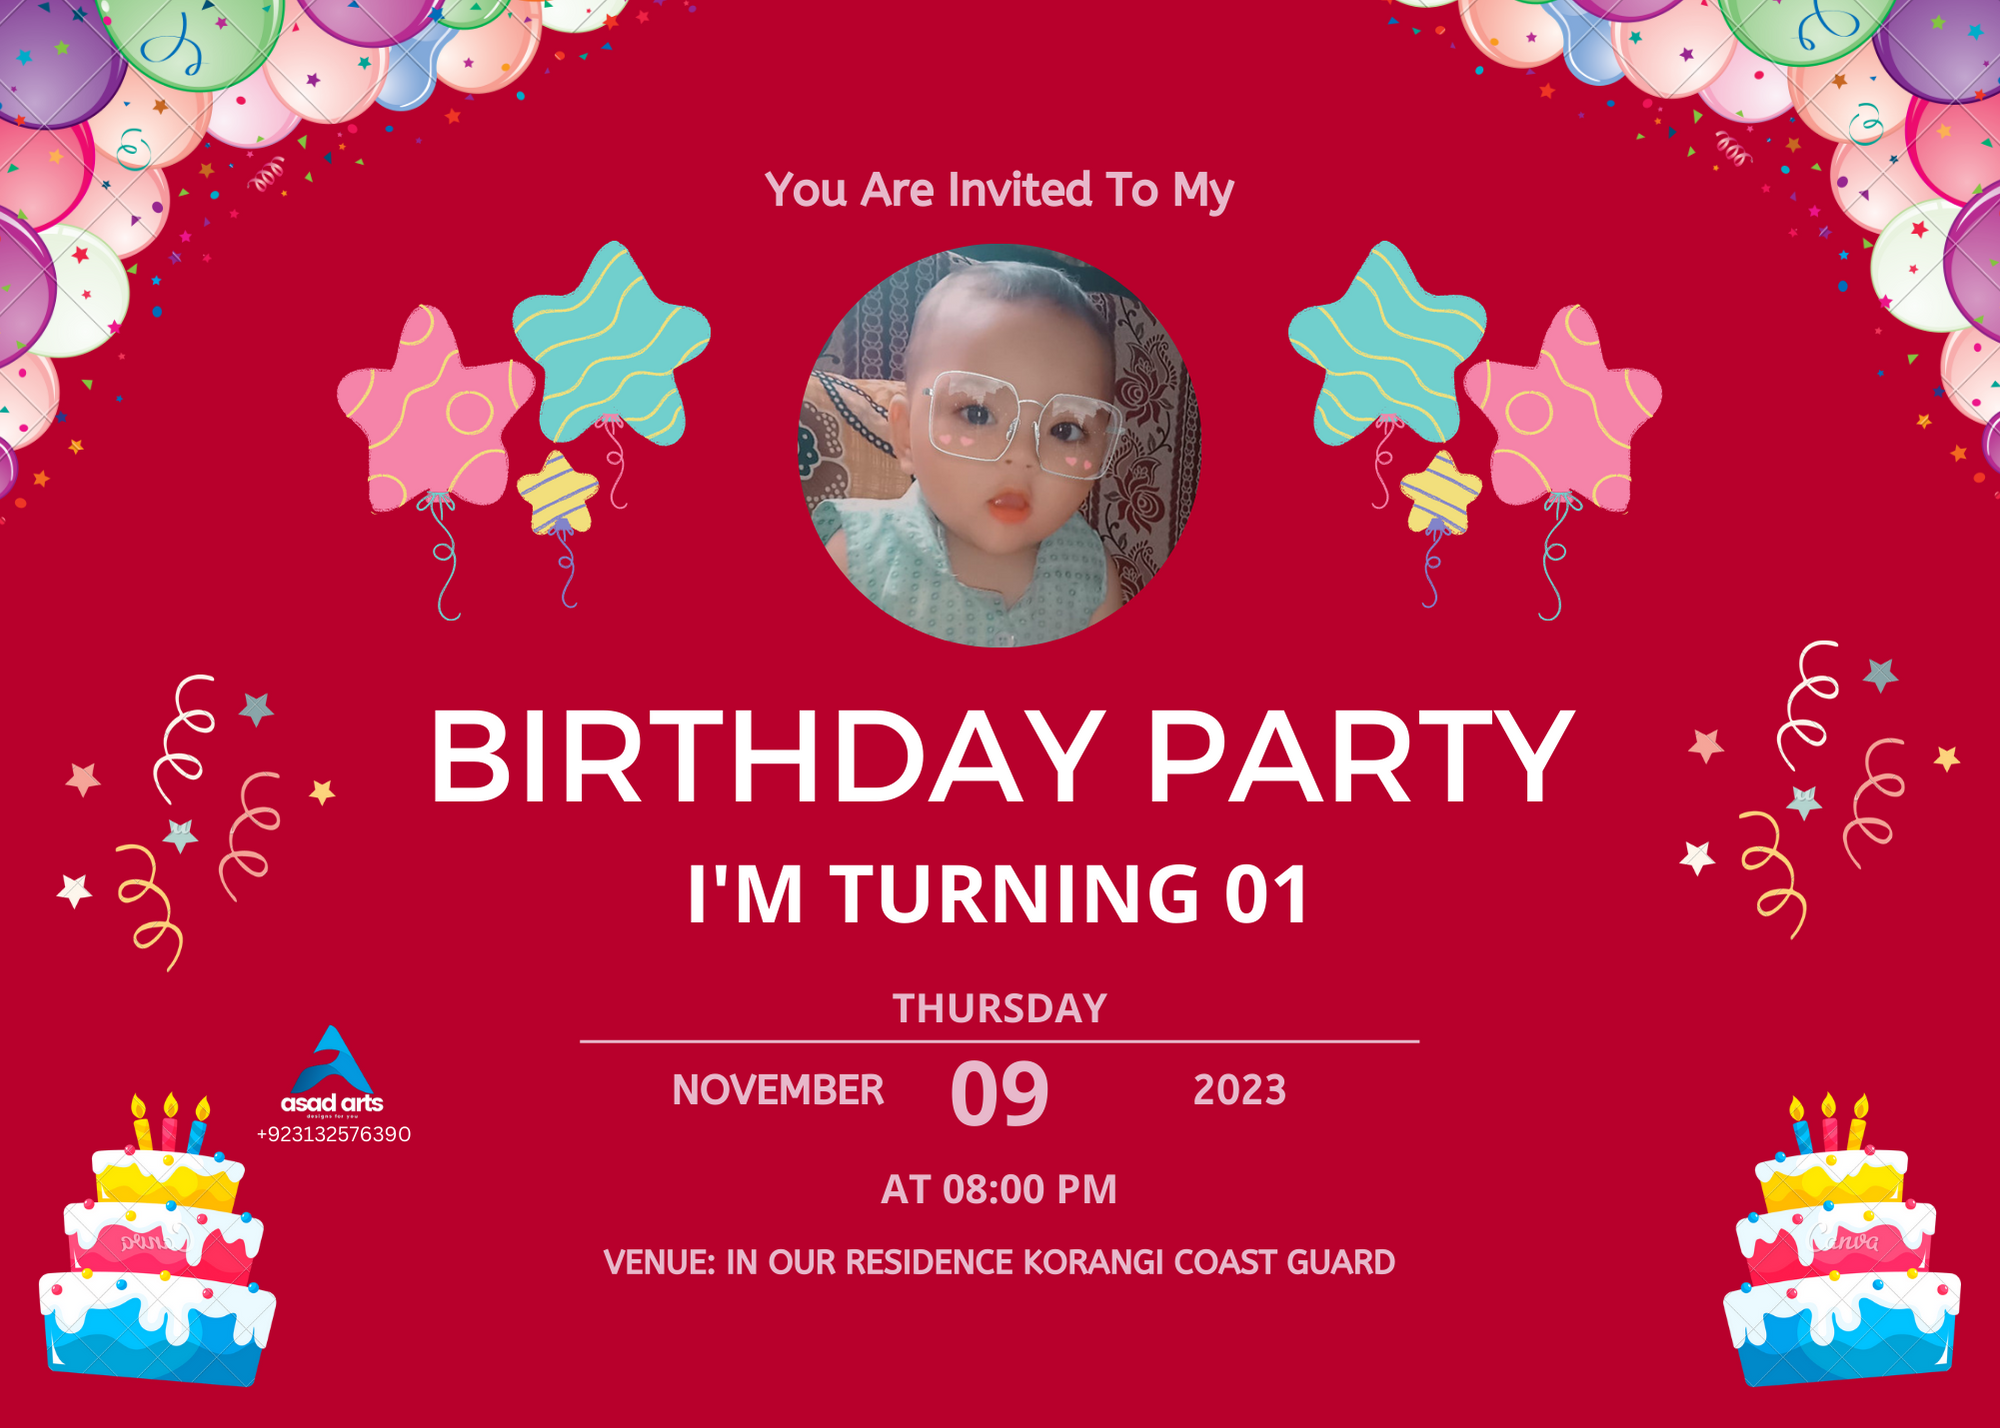 You Are Invited To My
BIRTHDAY PARTY
I'M TURNING 01
THURSDAY
NOVEMBER 09 2023
AT 08:00 PM
VENUE: IN OUR RESIDENCE KORANGI COAST GUARD
asad arts
designs for you
+923132576390
Canva
Canva